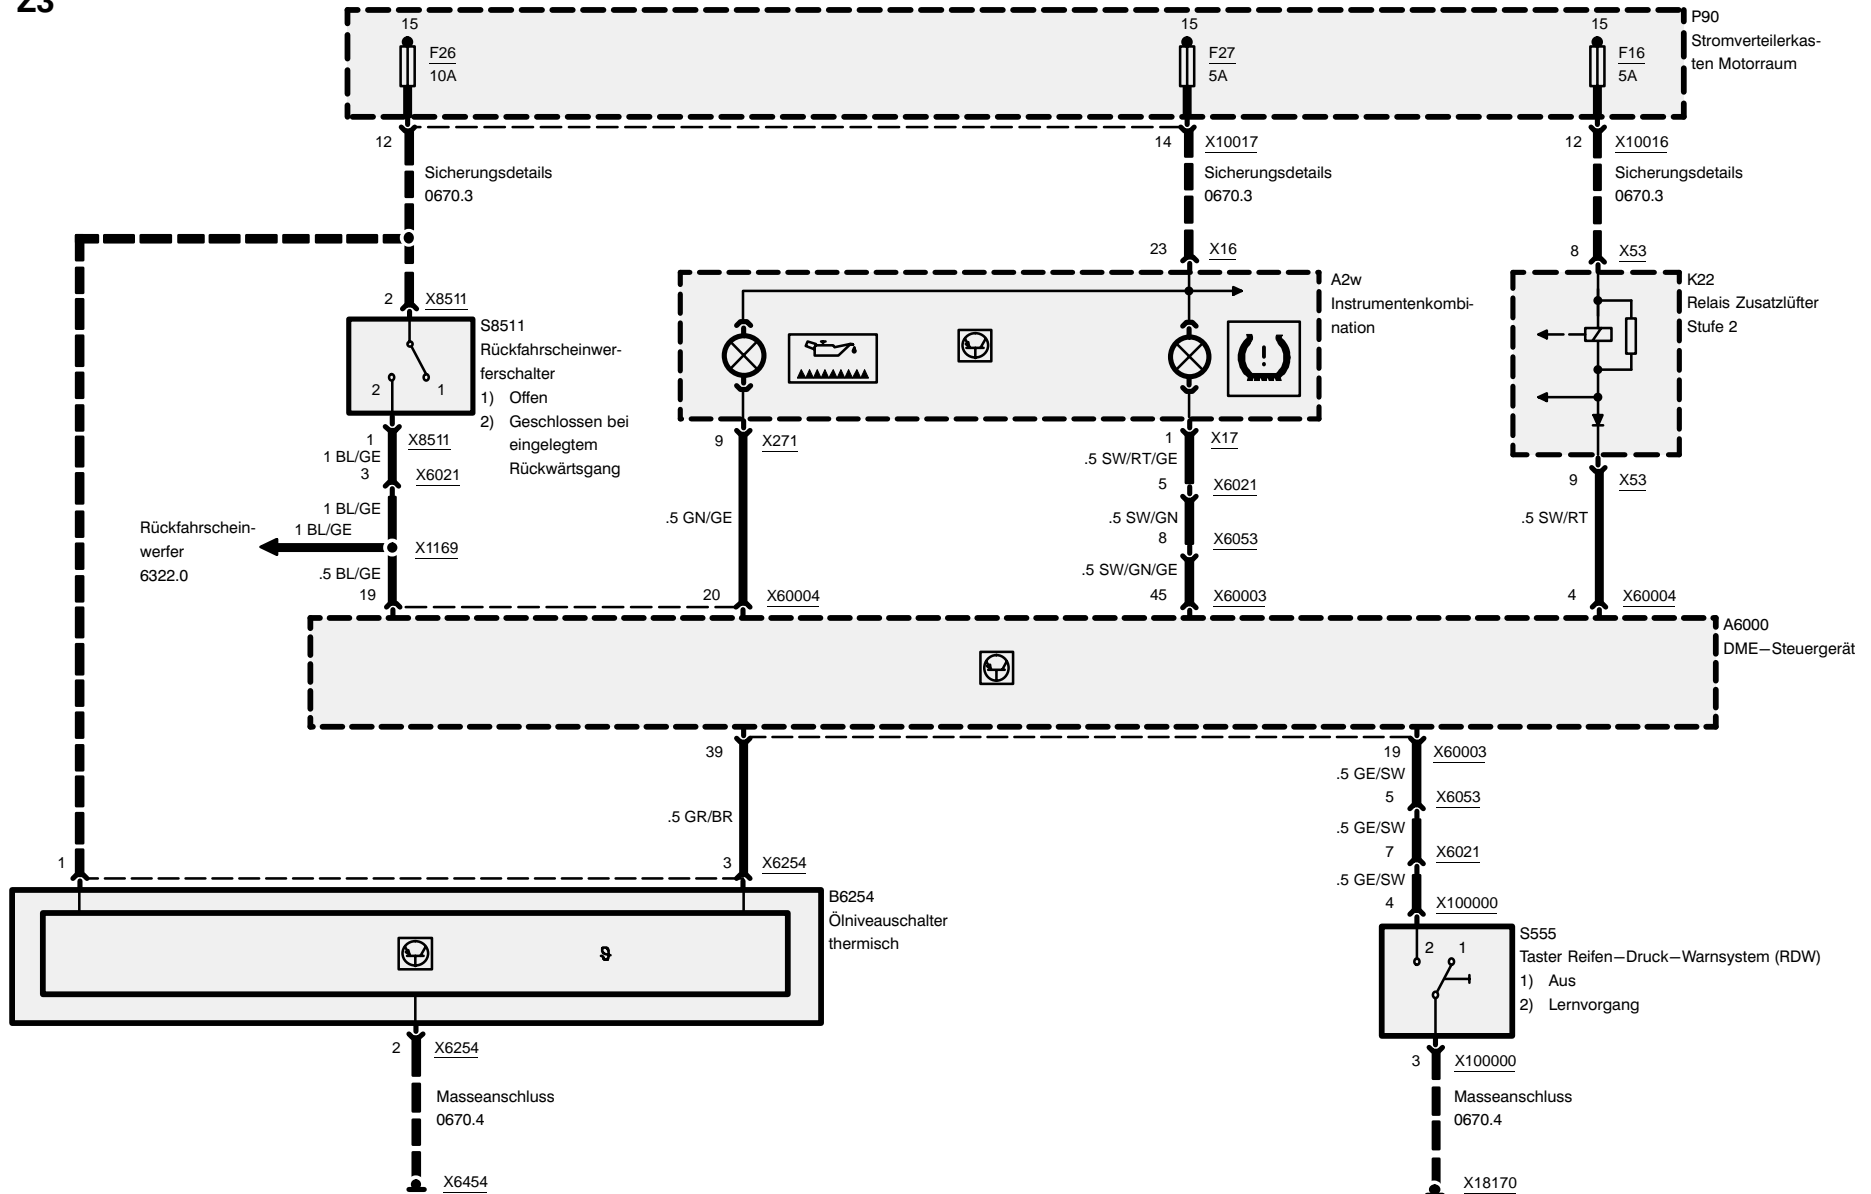 Z3
15
F26
10A
15
F27
5A
15
F16
5A
P90
Stromverteilerkas-
ten Motorraum
12
14
X10017
12
X10016
Sicherungsdetails
0670.3
Sicherungsdetails
0670.3
Sicherungsdetails
0670.3
23
X16
8
X53
2
X8511
S8511
Rückfahrscheinwer-
ferschalter
1) Offen
2) Geschlossen bei
eingelegtem
Rückwärtsgang
2
1
A2w
Instrumentenkombi-
nation
K22
Relais Zusatzlüfter
Stufe 2
1
X8511
1 BL/GE
3
X6021
1 BL/GE
1 BL/GE
Rückfahrschein-
werfer
6322.0
X1169
.5 BL/GE
19
9
X271
.5 GN/GE
20
X60004
1
X17
.5 SW/RT/GE
5
X6021
.5 SW/GN
8
X6053
.5 SW/GN/GE
45
X60003
9
X53
.5 SW/RT
4
X60004
A6000
DME–Steuergerät
39
.5 GR/BR
1
3
X6254
19
X60003
.5 GE/SW
5
X6053
.5 GE/SW
7
X6021
.5 GE/SW
4
X100000
B6254
Ölniveauschalter
thermisch
ϑ
S555
Taster Reifen–Druck–Warnsystem (RDW)
1) Aus
2) Lernvorgang
2
1
2
X6254
Masseanschluss
0670.4
X6454
3
X100000
Masseanschluss
0670.4
X18170